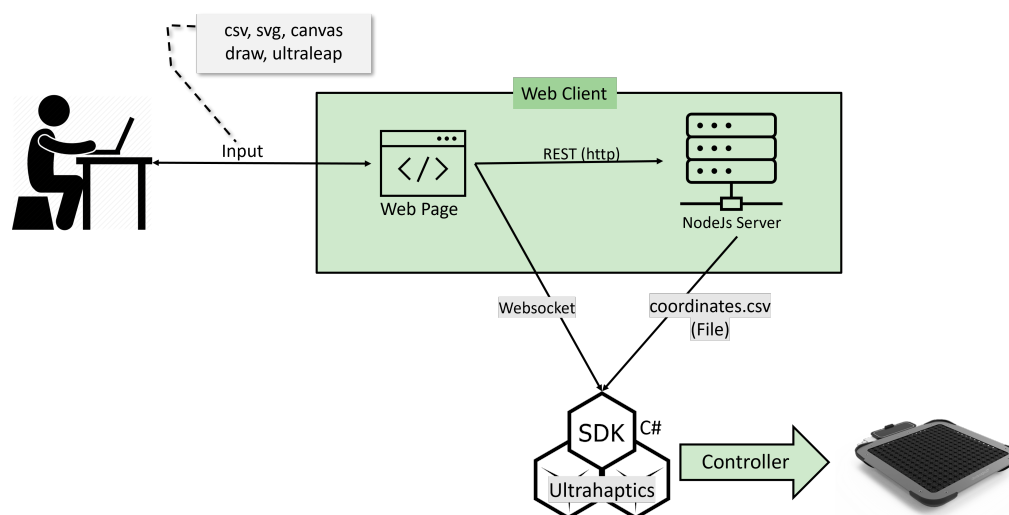 csv, svg, canvas
draw, ultraleap
Web Client
Input
</>
REST (http)
Web Page
NodeJs Server
Websocket
coordinates.csv
(File)
SDK
C#
Ultrahaptics
Controller